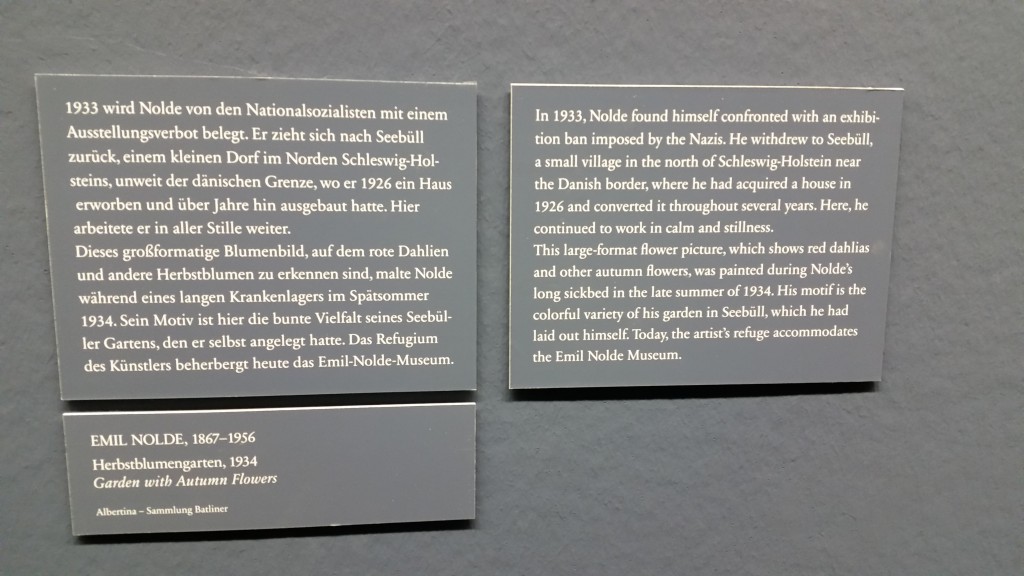 1933 wird Nolde von den Nationalsozialisten mit einem
Ausstellungsverbot belegt. Er zieht sich nach Seebüll
zurück, einem kleinen Dorf im Norden Schleswig-Hol-
steins, unweit der dänischen Grenze, wo er 1926 ein Haus
erworben und über Jahre hin ausgebaut hatte. Hier
arbeitete er in aller Stille weiter.
Dieses großformatige Blumenbild, auf dem rote Dahlien
und andere Herbstblumen zu erkennen sind, malte Nolde
während eines langen Krankenlagers im Spätsommer
1934. Sein Motiv ist hier die bunte Vielfalt seines Seebül-
ler Gartens, den er selbst angelegt hatte. Das Refugium
des Künstlers beherbergt heute das Emil-Nolde-Museum.
EMIL NOLDE, 1867–1956
Herbstblumengarten, 1934
Garden with Autumn Flowers
Albertina – Sammlung Batliner
In 1933, Nolde found himself confronted with an exhibi-
tion ban imposed by the Nazis. He withdrew to Seebüll,
a small village in the north of Schleswig-Holstein near
the Danish border, where he had acquired a house in
1926 and converted it throughout several years. Here, he
continued to work in calm and stillness.
This large-format flower picture, which shows red dahlias
and other autumn flowers, was painted during Nolde's
long sickbed in the late summer of 1934. His motif is the
colorful variety of his garden in Seebüll, which he had
laid out himself. Today, the artist's refuge accommodates
the Emil Nolde Museum.